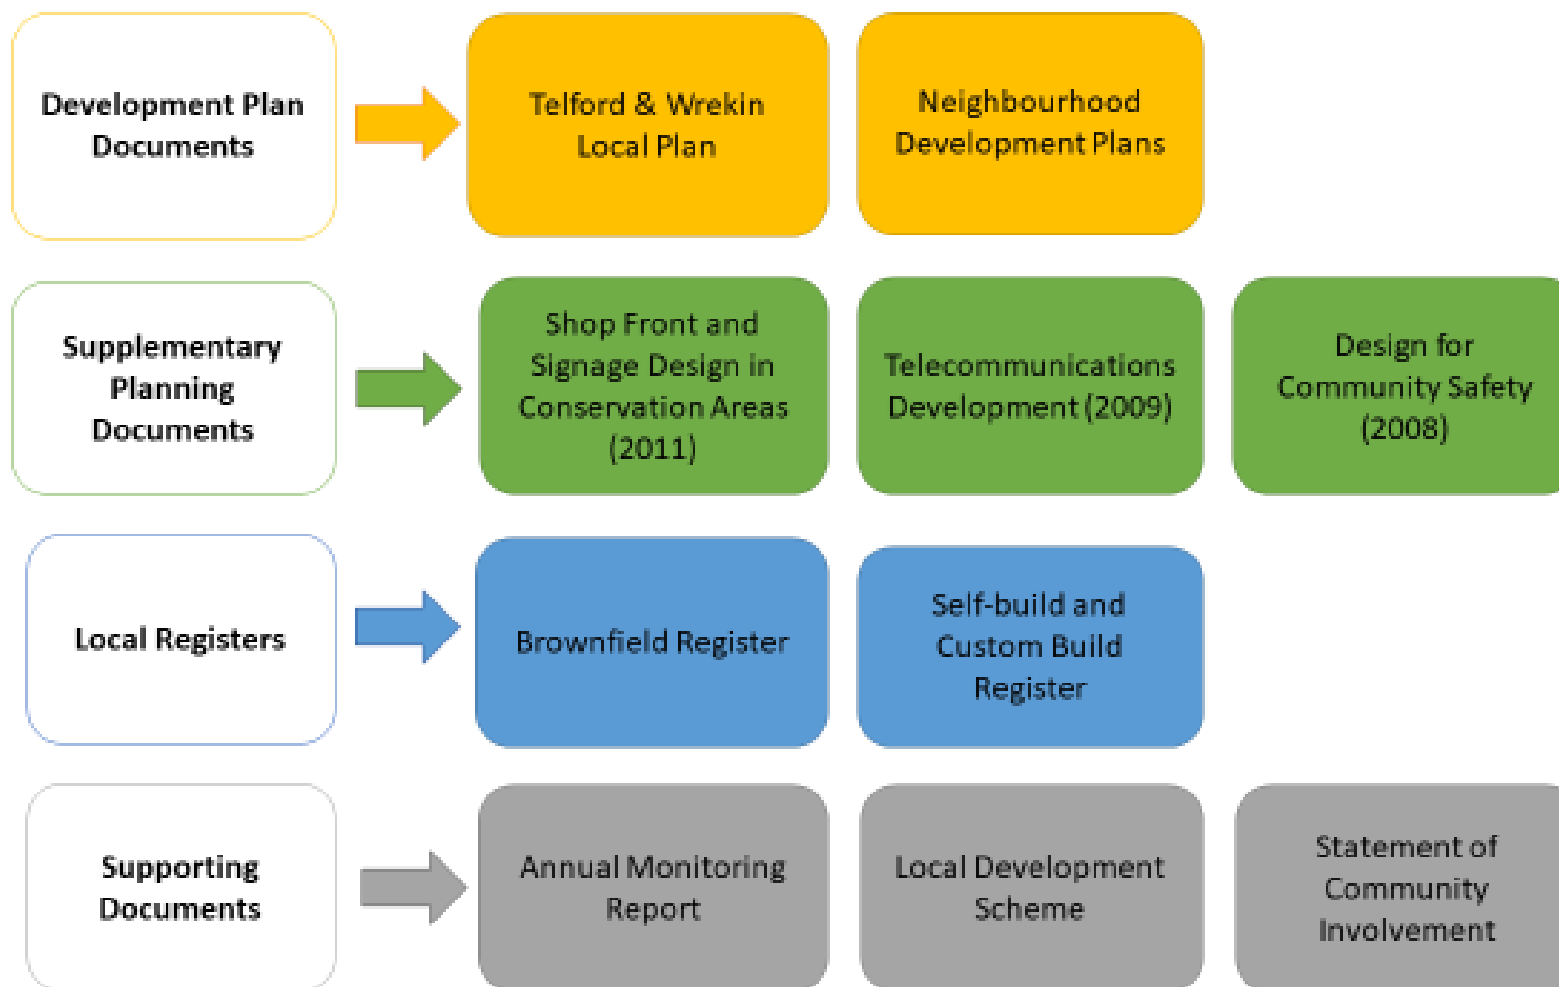 Development Plan
Documents
Telford & Wrekin
Local Plan
Neighbourhood
Development Plans
Supplementary
Planning
Documents
Shop Front and
Signage Design in
Conservation Areas
(2011)
Telecommunications
Development (2009)
Design for
Community Safety
(2008)
Local Registers
Brownfield Register
Self-build and
Custom Build
Register
Supporting
Documents
Annual Monitoring
Report
Local Development
Scheme
Statement of
Community
Involvement